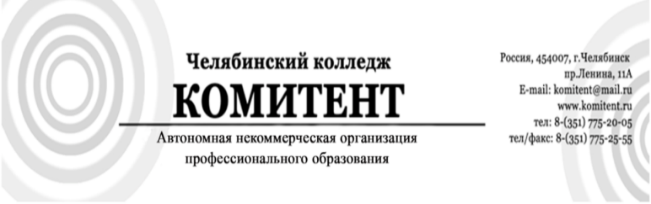 Челябинский колледж
КОМИТЕНТ
Автономная некоммерческая организация
профессионального образования
Россия, 454007, г.Челябинск
пр.Ленина, 11А
E-mail: komitent@mail.ru
www.komitent.ru
тел: 8-(351) 775-20-05
тел/факс: 8-(351) 775-25-55